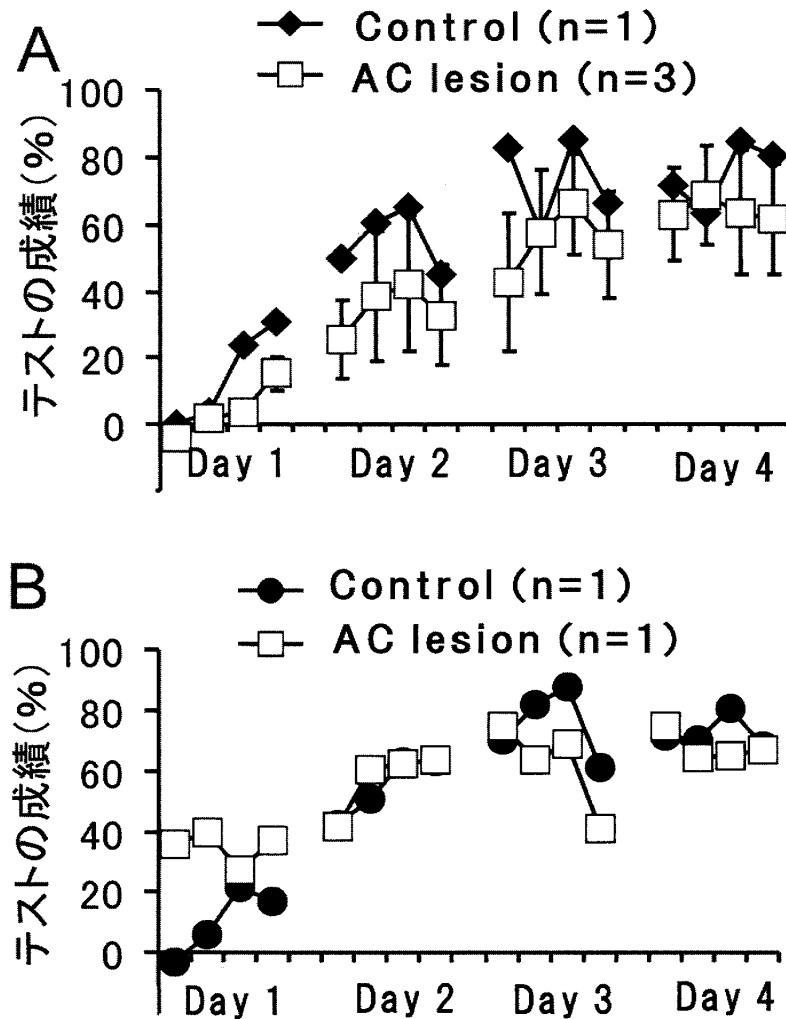 A
Control (n=1)
AC lesion (n=3)
テストの成績(%)
100
80
60
40
20
0
Day 1 Day 2 Day 3 Day 4
B
Control (n=1)
AC lesion (n=1)
テストの成績(%)
100
80
60
40
20
0
Day 1 Day 2 Day 3 Day 4